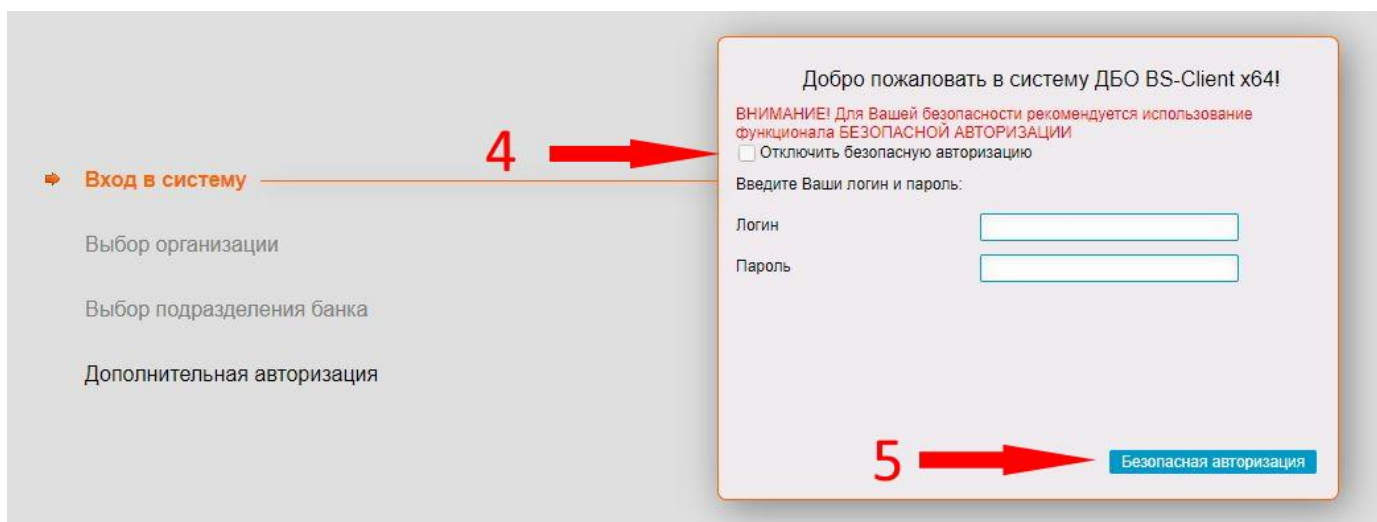 Добро пожаловать в систему ДБО BS-Client x64!
ВНИМАНИЕ! Для Вашей безопасности рекомендуется использование
функционала БЕЗОПАСНОЙ АВТОРИЗАЦИИ
4
Отключить безопасную авторизацию
Вход в систему
Введите Ваши логин и пароль:
Логин
Выбор организации
Пароль
Выбор подразделения банка
Дополнительная авторизация
5
Безопасная авторизация